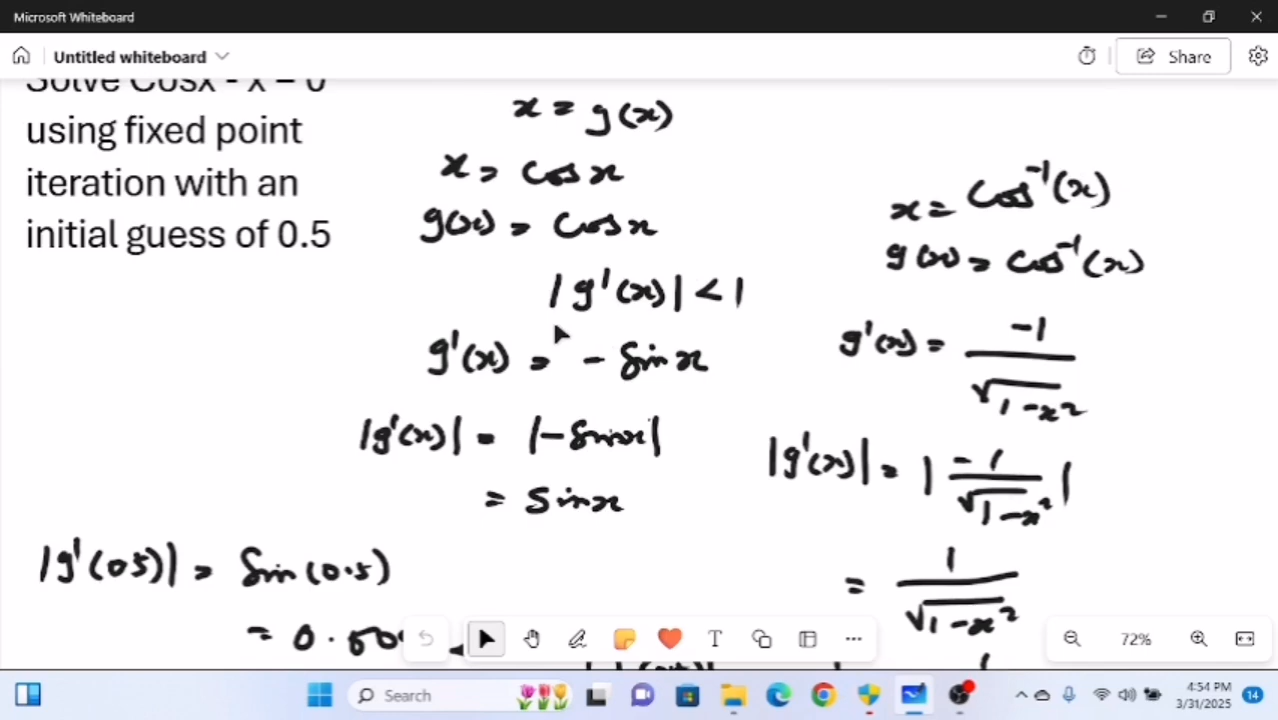 Microsoft Whiteboard
Untitled whiteboard
Share
Solve Cosx - x = 0
using fixed point
iteration with an
initial guess of 0.5
x = g(x)
x = cos x
g(x) = cos x
|g'(x)| < 1
g'(x) = - sin x
|g'(x)| = |-sin x|
= sin x
|g'(0.5)| = sin(0.5)
= 0.
x = cos⁻¹(x)
g(x) = cos⁻¹(x)
g'(x) = -1
√1-x²
|g'(x)| = | -1 |
√1-x²
= 1
√1-x²
1
72%
Search
4:54 PM
3/31/2025
14